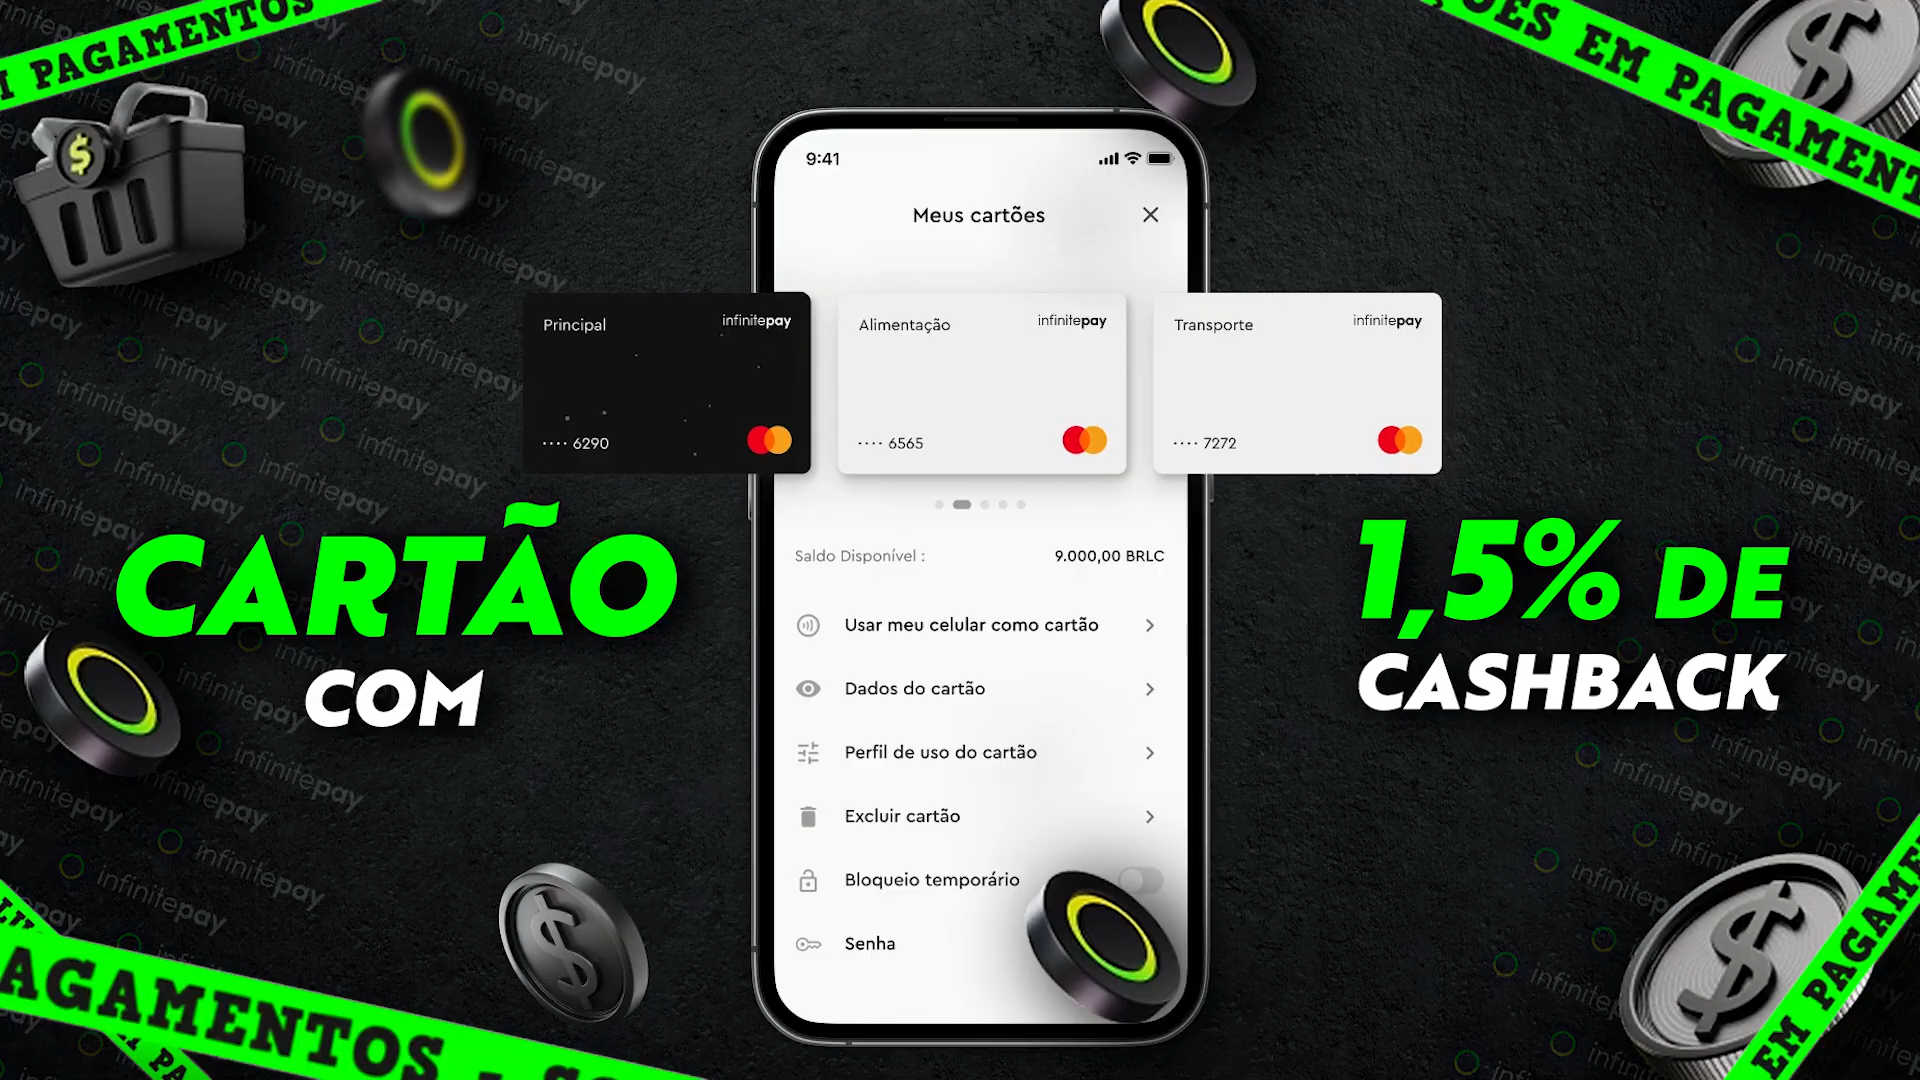 PAGAMENTOS
ÕES EM PAGAMENT
infinitepay
9:41
Meus cartões
Principal
infinitepay
Alimentação
infinitepay
Transporte
infinitepay
···· 6290
···· 6565
···· 7272
CARTÃO
COM
1,5% DE
CASHBACK
Saldo Disponível :
9.000,00 BRLC
Usar meu celular como cartão
Dados do cartão
Perfil de uso do cartão
Excluir cartão
Bloqueio temporário
Senha
AGAMENTOS
EM PAGAME